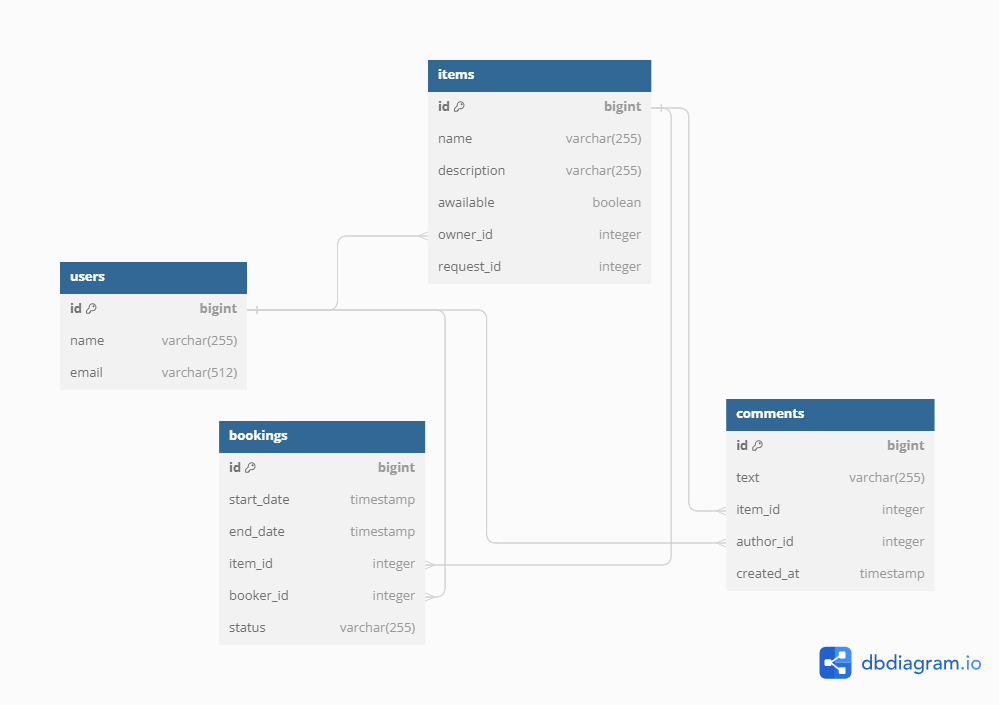 items
id bigint
name varchar(255)
description varchar(255)
awailable boolean
owner_id integer
request_id integer
users
id bigint
name varchar(255)
email varchar(512)
bookings
id bigint
start_date timestamp
end_date timestamp
item_id integer
booker_id integer
status varchar(255)
comments
id bigint
text varchar(255)
item_id integer
author_id integer
created_at timestamp
dbdiagram.io